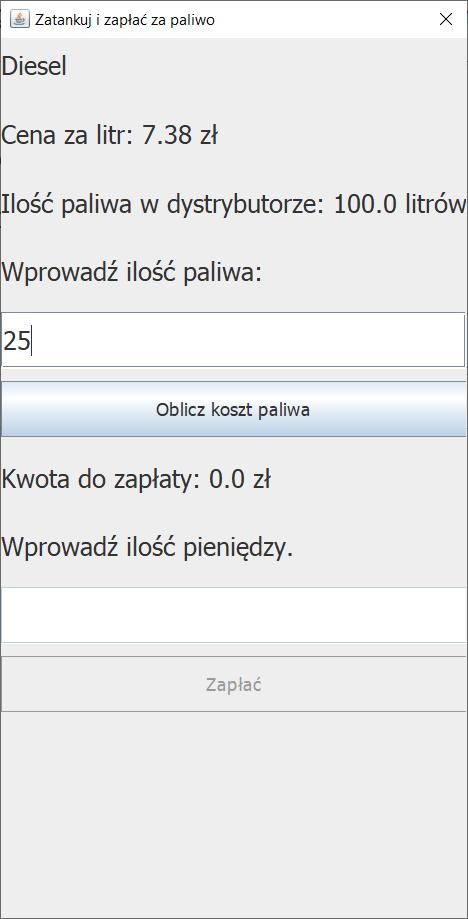 Zatankuj i zapłać za paliwo
Diesel
Cena za litr: 7.38 zł
Ilość paliwa w dystrybutorze: 100.0 litrów
Wprowadź ilość paliwa:
25
Oblicz koszt paliwa
Kwota do zapłaty: 0.0 zł
Wprowadź ilość pieniędzy.
Zapłać